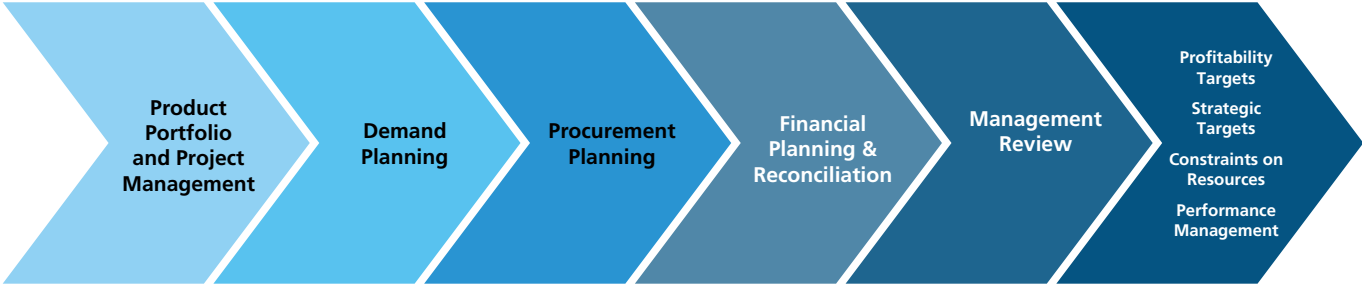 Product
Portfolio
and Project
Management
Demand
Planning
Procurement
Planning
Financial
Planning &
Reconciliation
Management
Review
Profitability
Targets
Strategic
Targets
Constraints on
Resources
Performance
Management